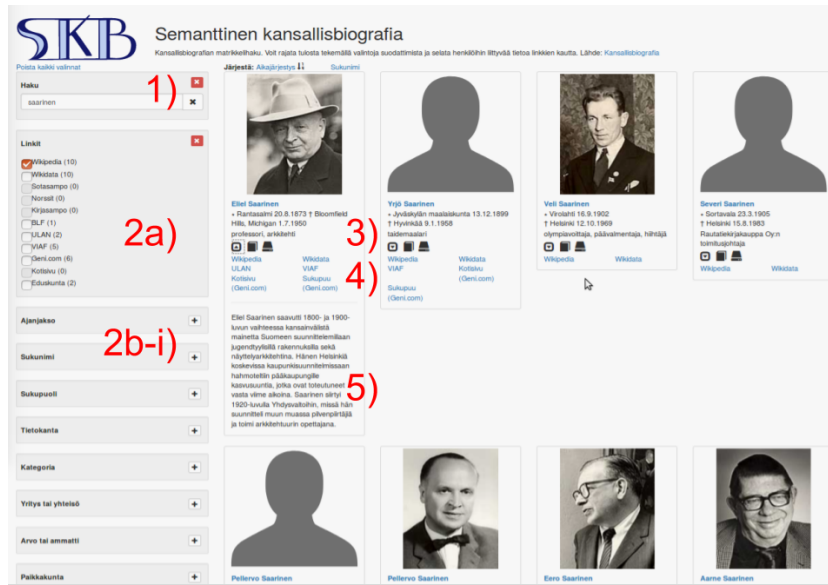 SKB
Semanttinen kansallisbiografia
Kansallisbiografian matrikkelihaku. Voit rajata tulosta tekemällä valintoja suodattimista ja selata henklöihin liittyvää tietoa linkkien kautta. Lähde: Kansallisbiografia
Poista kaikki valinnat
Järjestä: Aikajärjestys Sukunimi
Haku
saarinen
1)
Linkit
Wikipedia (10)
Wikidata (10)
Sotasampo (0)
Norssit (0)
Kirjasampo (0)
BLF (1)
ULAN (2)
VIAF (5)
Geni.com (6)
Kotisivu (0)
Eduskunta (2)
2a)
Ajanjakso +
2b-i)
Sukunimi +
Sukupuoli +
Tietokanta +
Kategoria +
Yritys tai yhteisö +
Arvo tai ammatti +
Paikkakunta +
Eliel Saarinen
⋆ Rantasalmi 20.8.1873 † Bloomfield
Hills, Michigan 1.7.1950
professori, arkkitehti
Wikipedia Wikidata
ULAN VIAF
Kotisivu Sukupuu
(Geni.com) (Geni.com)
Eliel Saarinen saavutti 1800- ja 1900-
luvun vaihteessa kansainvälistä
mainetta Suomeen suunnittelemillaan
jugendtyylisillä rakennuksilla sekä
näyttelyarkkitehtina. Hänen Helsinkiä
koskevissa kaupunkisuunnitelmissaan
hahmoteltiin pääkaupungille
kasvusuuntia, jotka ovat toteutuneet
vasta viime aikoina. Saarinen siirtyi
1920-luvulla Yhdysvaltoihin, missä hän
suunnitteli muun muassa pilvenpiirtäjiä
ja toimi arkkitehtuurin opettajana.
3)
4)
5)
Yrjö Saarinen
⋆ Jyväskylän maalaiskunta 13.12.1899
† Hyvinkää 9.1.1958
taidemaalari
Wikipedia Wikidata
VIAF Kotisivu
(Geni.com)
Sukupuu
(Geni.com)
Veli Saarinen
⋆ Virolahti 16.9.1902
† Helsinki 12.10.1969
olympiavoittaja, päävalmentaja, hiihtäjä
Wikipedia Wikidata
Severi Saarinen
⋆ Sortavala 23.3.1905
† Helsinki 15.8.1983
Rautatiekirjakauppa Oy:n
toimitusjohtaja
Wikipedia Wikidata
Pellervo Saarinen
Pellervo Saarinen
Eero Saarinen
Aarne Saarinen